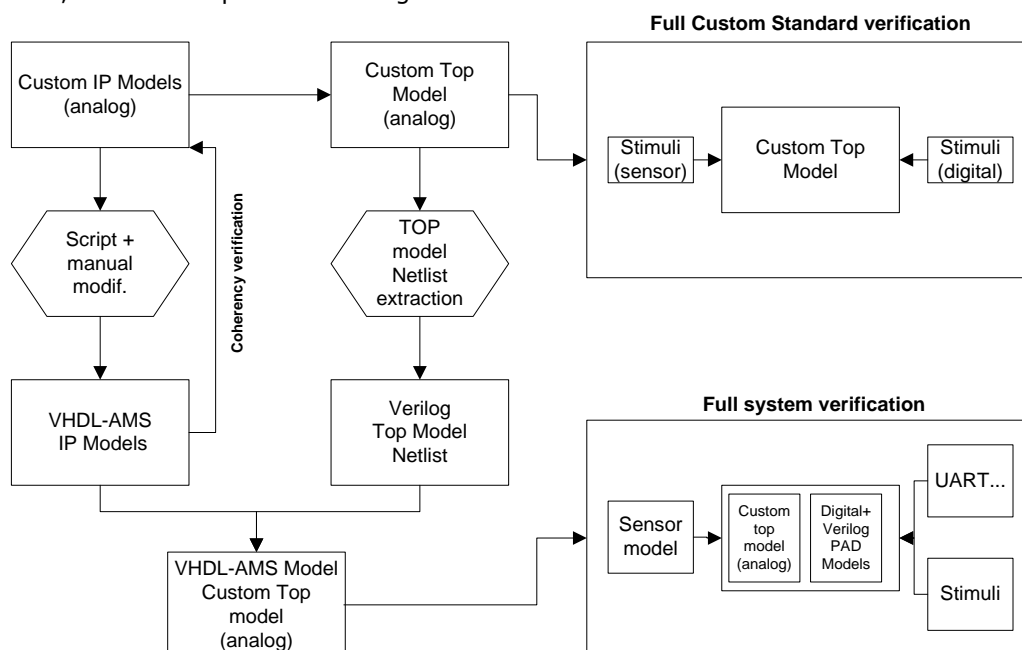 Full Custom Standard verification
Custom IP Models
(analog)
Custom Top
Model
(analog)
Stimuli
(sensor)
Custom Top
Model
Stimuli
(digital)
Script +
manual
modif.
Coherency verification
TOP
model
Netlist
extraction
VHDL-AMS
IP Models
Verilog
Top Model
Netlist
Full system verification
Sensor
model
Custom
top
model
(analog)
Digital+
Verilog
PAD
Models
UART...
Stimuli
VHDL-AMS Model
Custom Top
model
(analog)